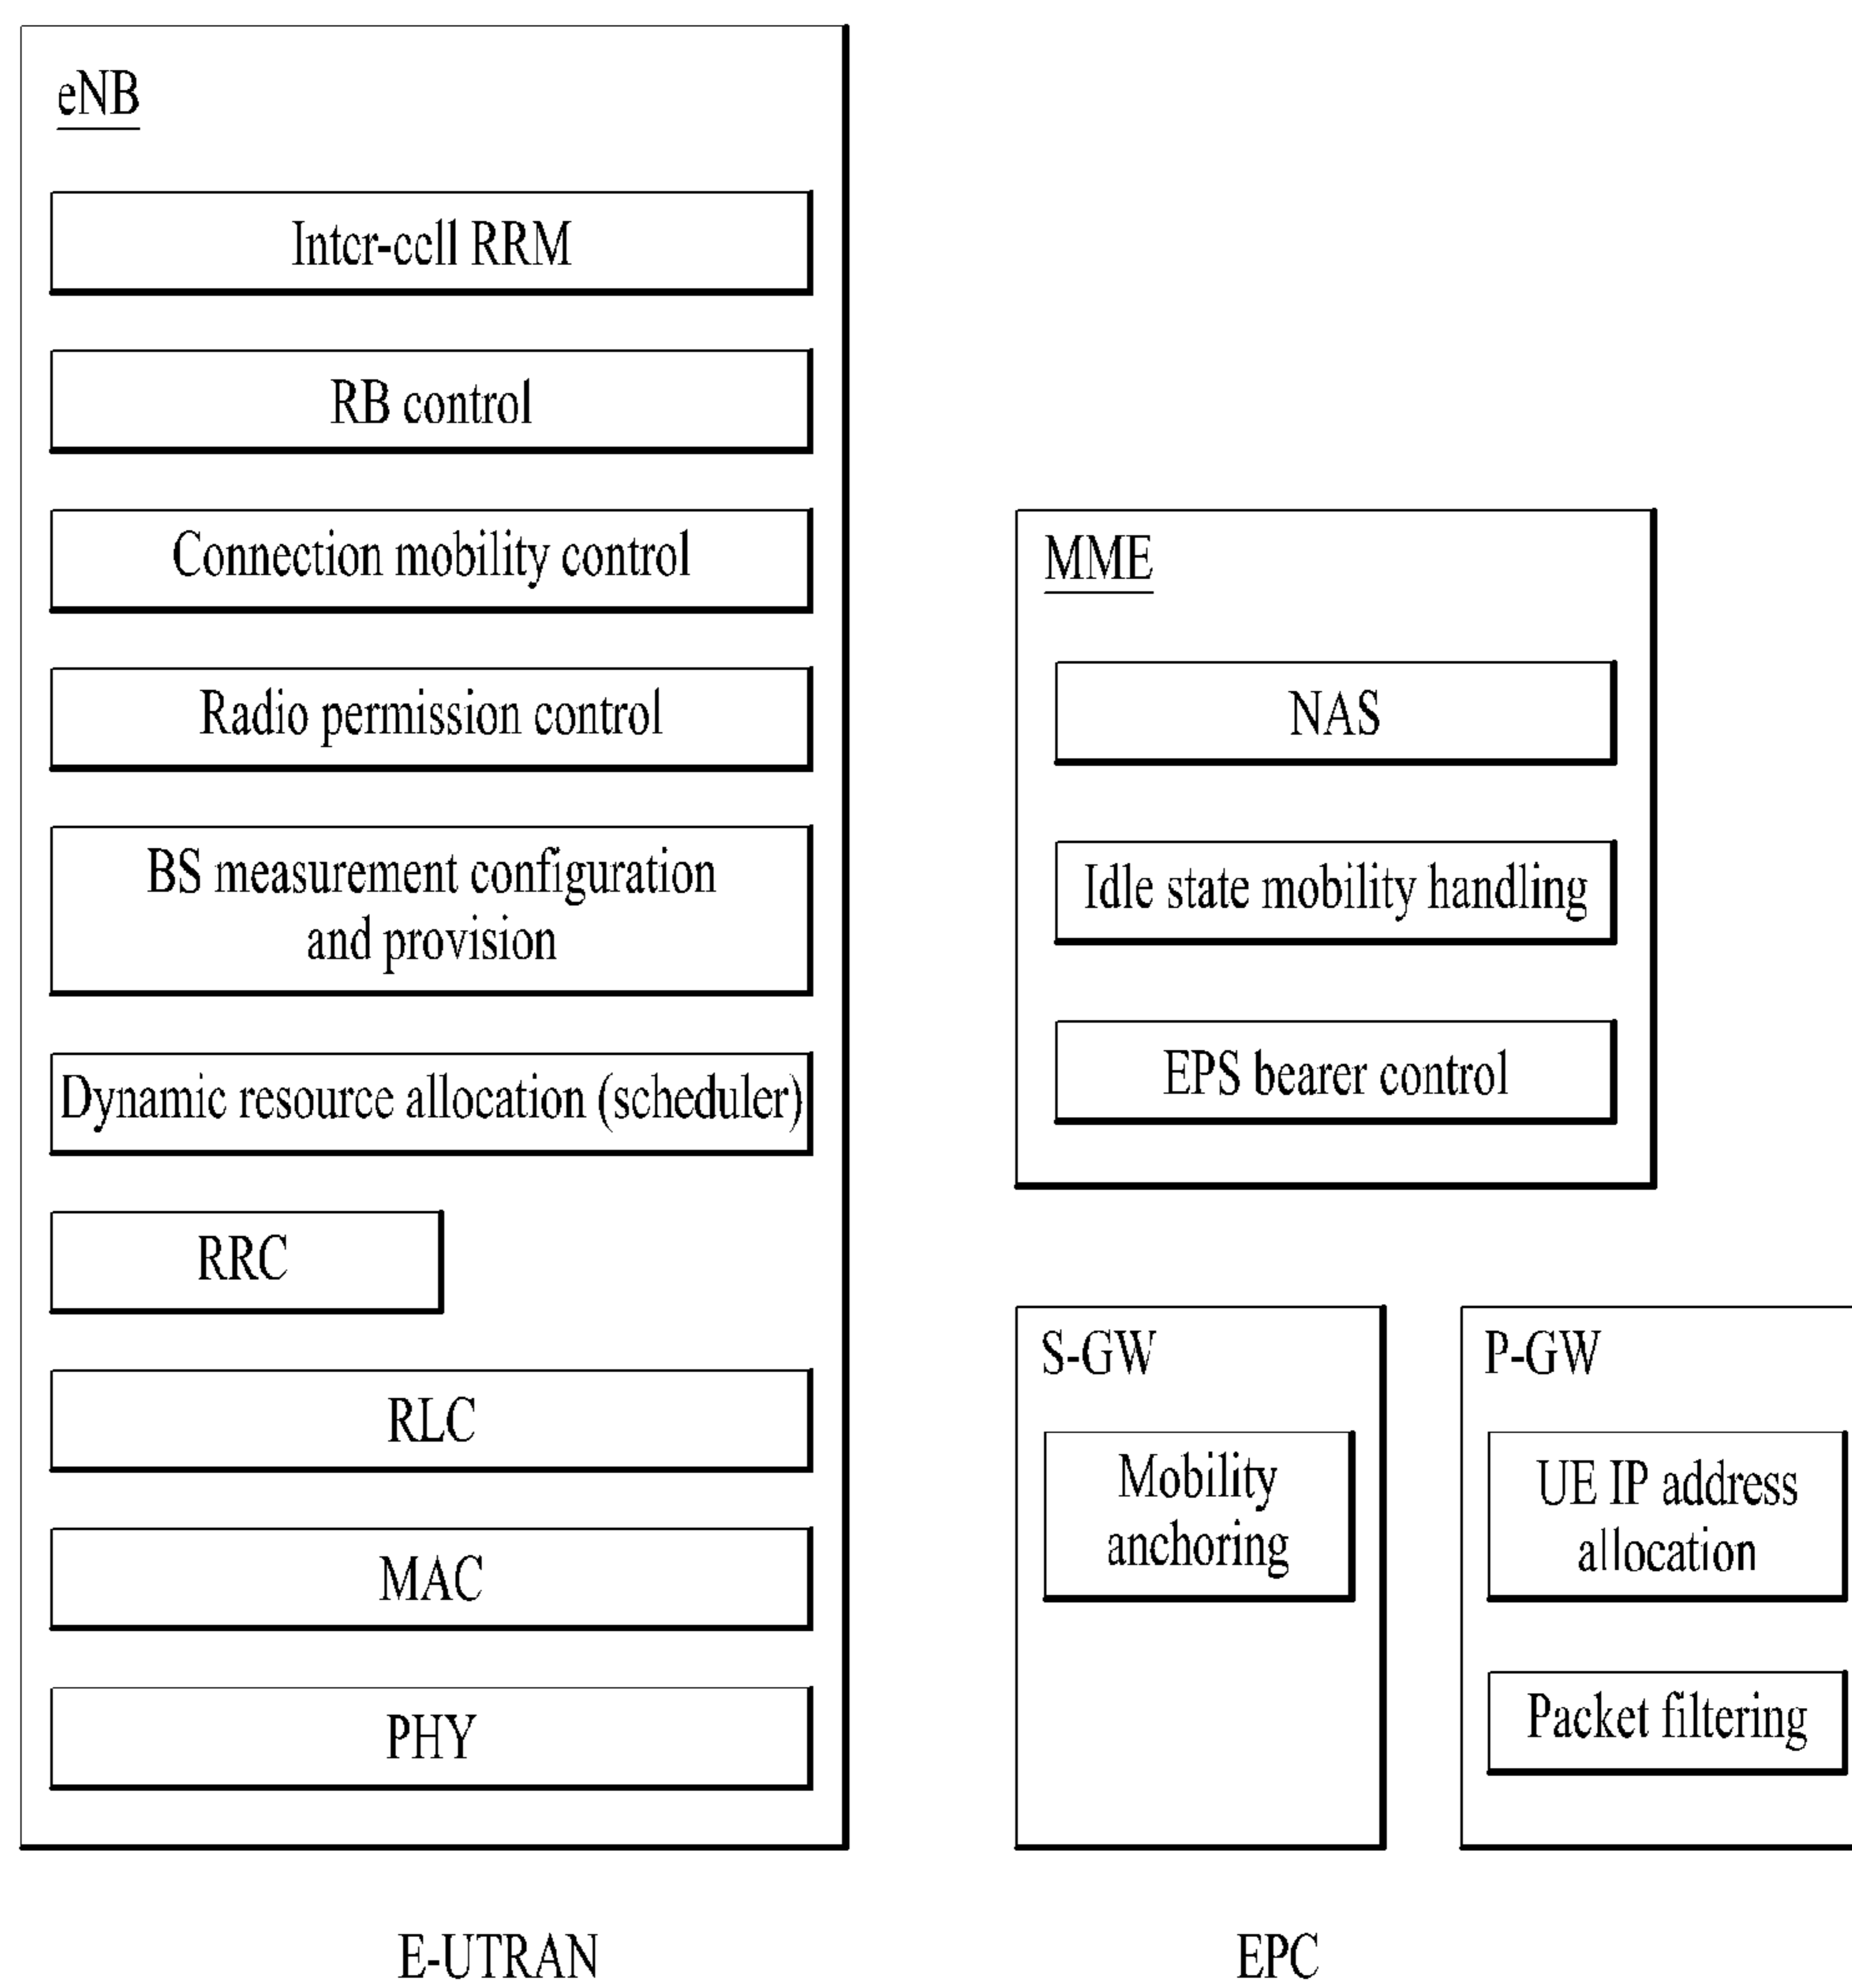 eNB
Inter-cell RRM
RB control
Connection mobility control
Radio permission control
BS measurement configuration
and provision
Dynamic resource allocation (scheduler)
RRC
RLC
MAC
PHY
E-UTRAN
MME
NAS
Idle state mobility handling
EPS bearer control
S-GW
Mobility
anchoring
P-GW
UE IP address
allocation
Packet filtering
EPC